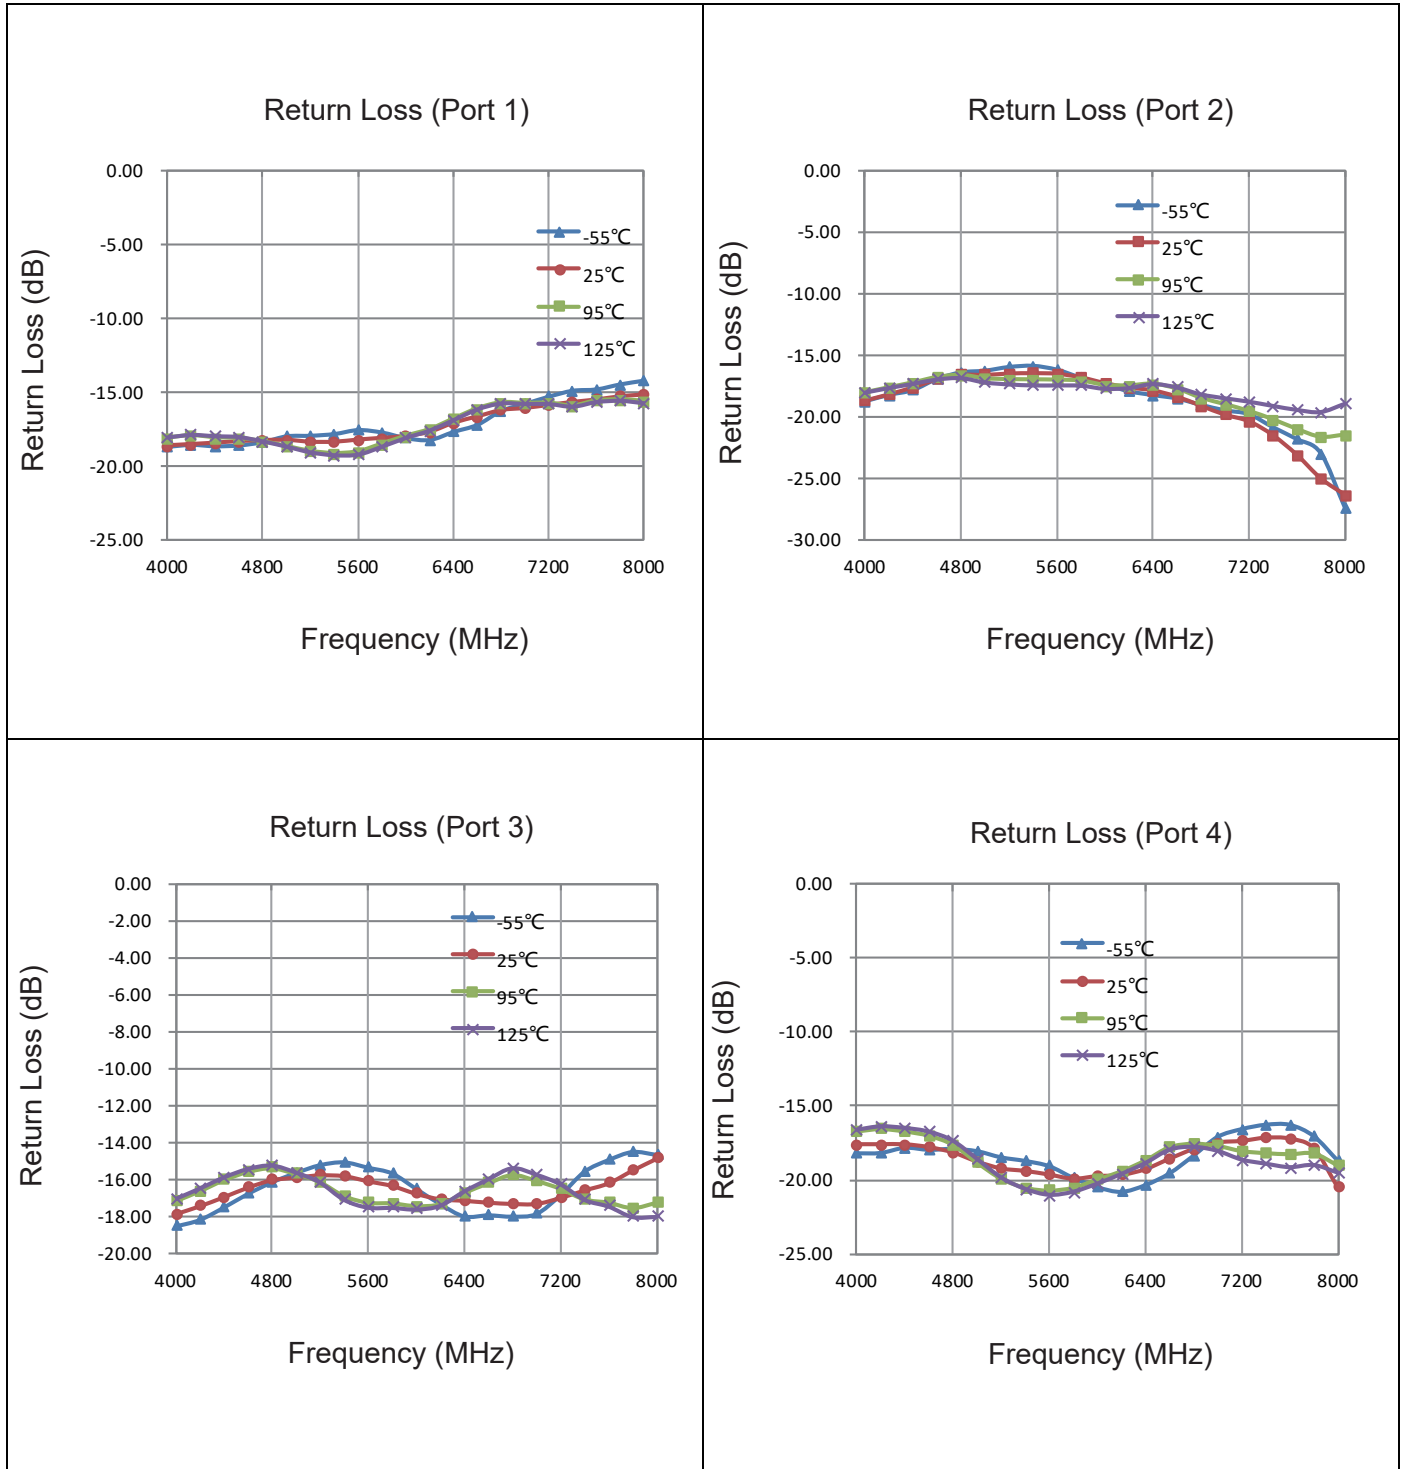 Return Loss (Port 1)
Return Loss (dB)
0.00
-5.00
-10.00
-15.00
-20.00
-25.00
-55℃
25℃
95℃
125℃
4000 4800 5600 6400 7200 8000
Frequency (MHz)
Return Loss (Port 2)
Return Loss (dB)
0.00
-5.00
-10.00
-15.00
-20.00
-25.00
-30.00
-55℃
25℃
95℃
125℃
4000 4800 5600 6400 7200 8000
Frequency (MHz)
Return Loss (Port 3)
Return Loss (dB)
0.00
-2.00
-4.00
-6.00
-8.00
-10.00
-12.00
-14.00
-16.00
-18.00
-20.00
-55℃
25℃
95℃
125℃
4000 4800 5600 6400 7200 8000
Frequency (MHz)
Return Loss (Port 4)
Return Loss (dB)
0.00
-5.00
-10.00
-15.00
-20.00
-25.00
-55℃
25℃
95℃
125℃
4000 4800 5600 6400 7200 8000
Frequency (MHz)